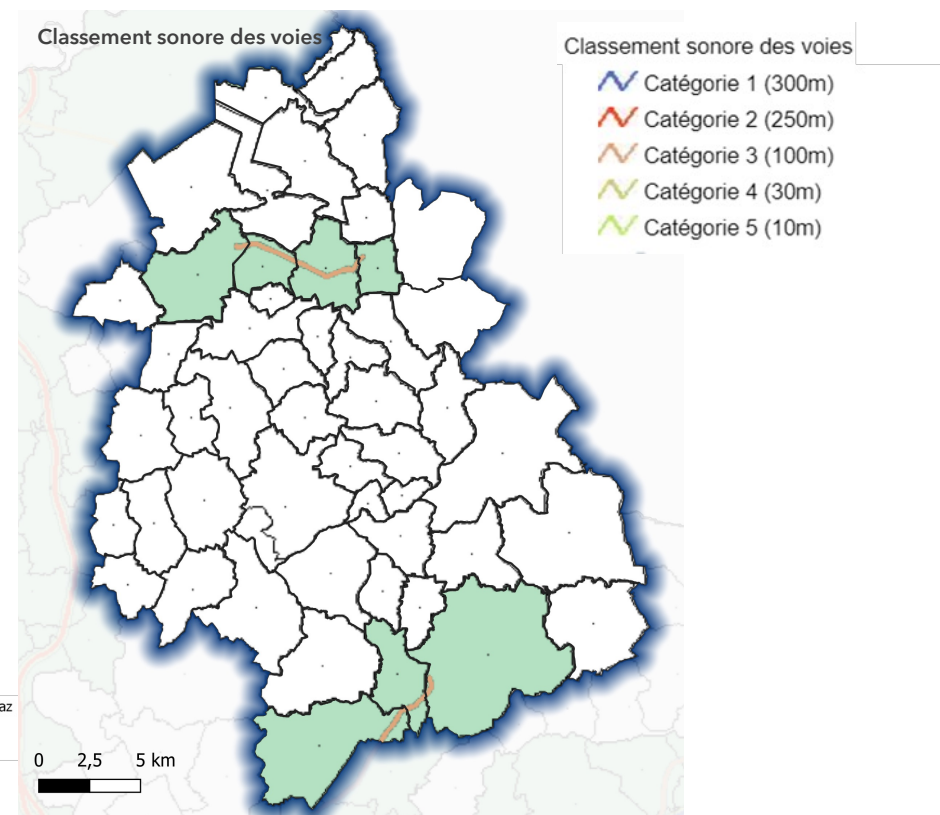 Classement sonore des voies
Classement sonore des voies
Catégorie 1 (300m)
Catégorie 2 (250m)
Catégorie 3 (100m)
Catégorie 4 (30m)
Catégorie 5 (10m)
az
0 2,5 5 km